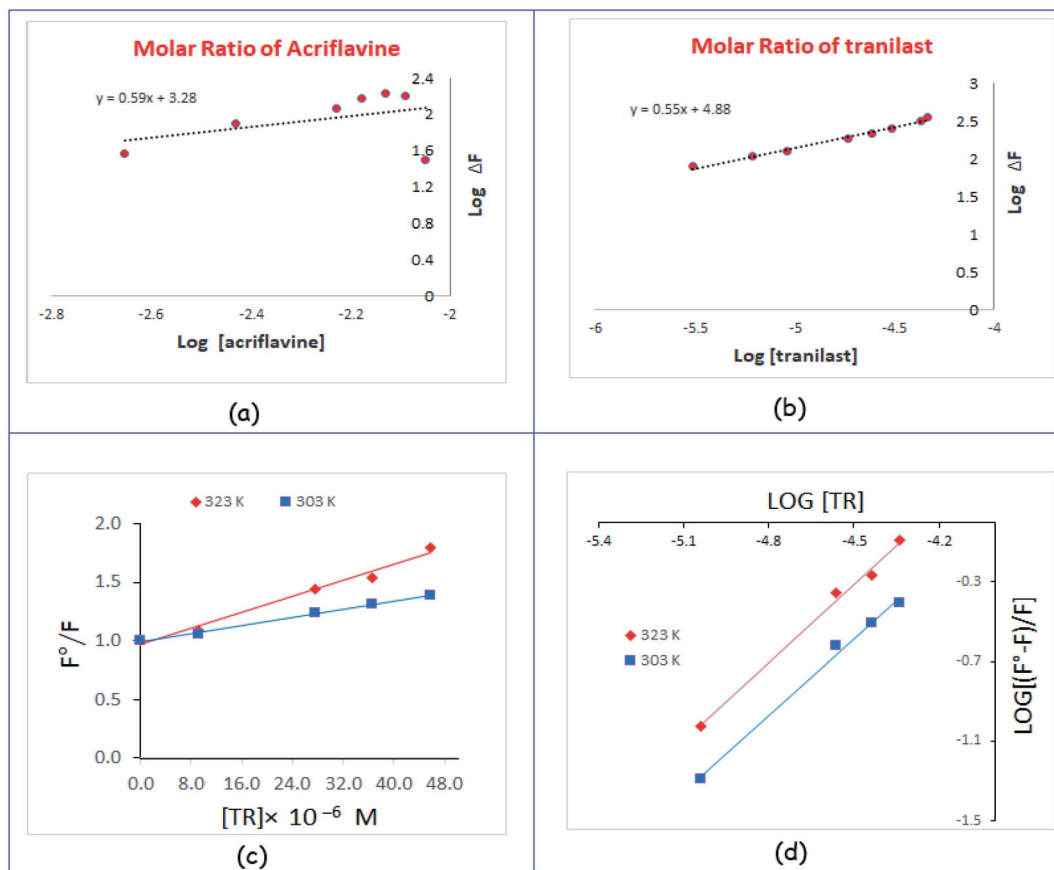 Molar Ratio of Acriflavine
y = 0.59x + 3.28
2.4
2
1.6
1.2
0.8
0.4
0
Log ΔF
-2.8 -2.6 -2.4 -2.2 -2
Log [acriflavine]
(a)
Molar Ratio of tranilast
y = 0.55x + 4.88
3
2.5
2
1.5
1
0.5
0
Log ΔF
-6 -5.5 -5 -4.5 -4
Log [tranilast]
(b)
323 K 303 K
2.0
1.5
1.0
0.5
0.0
F°/F
0.0 8.0 16.0 24.0 32.0 40.0 48.0
[TR]× 10 –6 M
(c)
LOG [TR]
-5.4 -5.1 -4.8 -4.5 -4.2
-0.3
-0.7
-1.1
-1.5
323 K
303 K
LOG[(F°-F)/F]
(d)